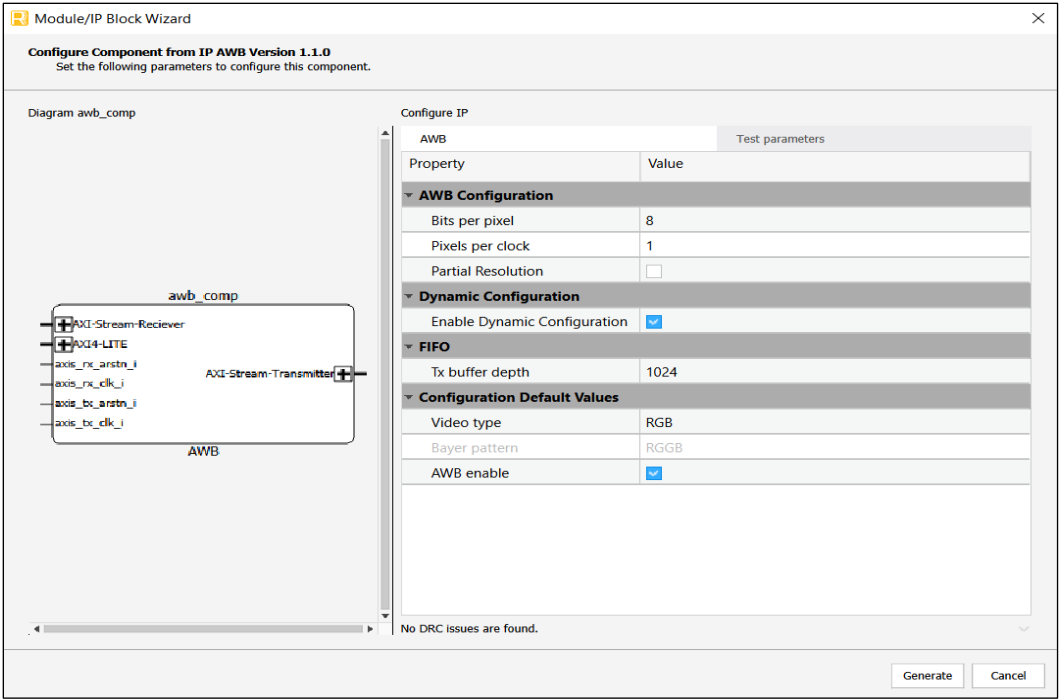 Module/IP Block Wizard
Configure Component from IP AWB Version 1.1.0
Set the following parameters to configure this component.
Diagram awb_comp
Configure IP
AWB Test parameters
Property Value
AWB Configuration
Bits per pixel 8
Pixels per clock 1
Partial Resolution
Dynamic Configuration
Enable Dynamic Configuration
FIFO
Tx buffer depth 1024
Configuration Default Values
Video type RGB
Bayer pattern RGGB
AWB enable
awb_comp
AXI-Stream-Reciever
AXI4-LITE
axis_rx_arstn_i
axis_rx_clk_i
axis_tx_arstn_i
axis_tx_clk_i
AXI-Stream-Transmitter
AWB
No DRC issues are found.
Generate Cancel